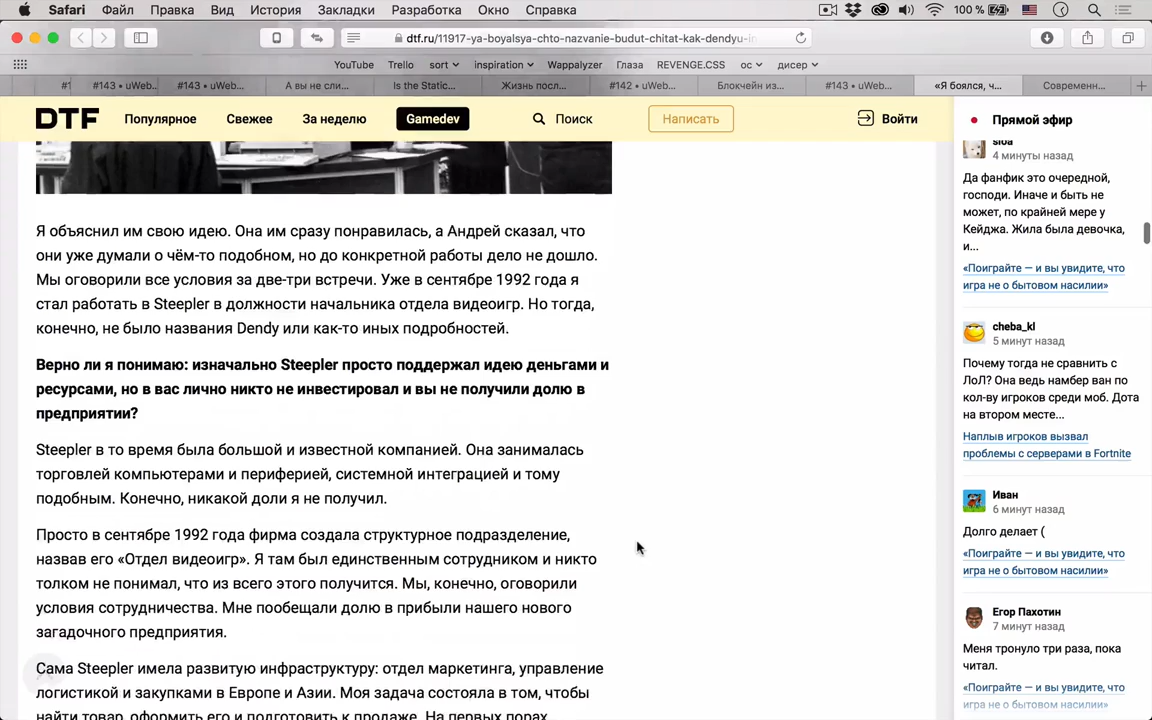 Safari Файл Правка Вид История Закладки Разработка Окно Справка 100 %
dtf.ru/11917-ya-boyalsya-chto-nazvanie-budut-chitat-kak-dendyu-i
YouTube Trello sort inspiration Wappalyzer Глаза REVENGE.CSS ос дисер
#1 #143 • uWeb... #143 • uWeb... А вы не сли... Is the Static... Жизнь посл... #142 • uWeb... Блокчейн из... #143 • uWeb... «Я боялся, ч... Современн...
DTF Популярное Свежее За неделю Gamedev Поиск Написать Войти
Я объяснил им свою идею. Она им сразу понравилась, а Андрей сказал, что
они уже думали о чём-то подобном, но до конкретной работы дело не дошло.
Мы оговорили все условия за две-три встречи. Уже в сентябре 1992 года я
стал работать в Steepler в должности начальника отдела видеоигр. Но тогда,
конечно, не было названия Dendy или как-то иных подробностей.
Верно ли я понимаю: изначально Steepler просто поддержал идею деньгами и
ресурсами, но в вас лично никто не инвестировал и вы не получили долю в
предприятии?
Steepler в то время была большой и известной компанией. Она занималась
торговлей компьютерами и периферией, системной интеграцией и тому
подобным. Конечно, никакой доли я не получил.
Просто в сентябре 1992 года фирма создала структурное подразделение,
назвав его «Отдел видеоигр». Я там был единственным сотрудником и никто
толком не понимал, что из всего этого получится. Мы, конечно, оговорили
условия сотрудничества. Мне пообещали долю в прибыли нашего нового
загадочного предприятия.
Сама Steepler имела развитую инфраструктуру: отдел маркетинга, управление
логистикой и закупками в Европе и Азии. Моя задача состояла в том, чтобы
найти товар, оформить его и подготовить к продаже. На первых порах
Прямой эфир
4 минуты назад
Да фанфик это очередной,
господи. Иначе и быть не
может, по крайней мере у
Кейджа. Жила была девочка,
и...
«Поиграйте — и вы увидите, что
игра не о бытовом насилии»
cheba_kl
5 минут назад
Почему тогда не сравнить с
ЛоЛ? Она ведь намбер ван по
кол-ву игроков среди моб. Дота
на втором месте...
Наплыв игроков вызвал
проблемы с серверами в Fortnite
Иван
6 минут назад
Долго делает (
«Поиграйте — и вы увидите, что
игра не о бытовом насилии»
Егор Пахотин
7 минут назад
Меня тронуло три раза, пока
читал.
«Поиграйте — и вы увидите, что
игра не о бытовом насилии»